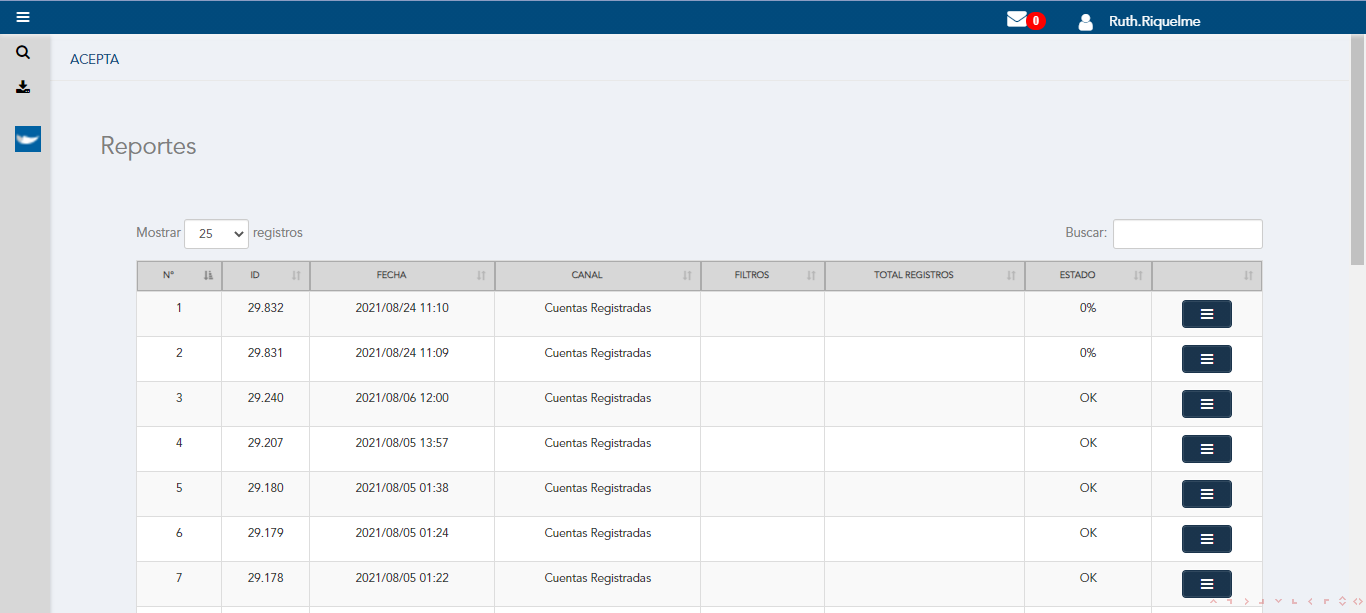 0 Ruth.Riquelme
ACEPTA
Reportes
Mostrar 25 registros Buscar:
N° ID FECHA CANAL FILTROS TOTAL REGISTROS ESTADO
1 29.832 2021/08/24 11:10 Cuentas Registradas 0%
2 29.831 2021/08/24 11:09 Cuentas Registradas 0%
3 29.240 2021/08/06 12:00 Cuentas Registradas OK
4 29.207 2021/08/05 13:57 Cuentas Registradas OK
5 29.180 2021/08/05 01:38 Cuentas Registradas OK
6 29.179 2021/08/05 01:24 Cuentas Registradas OK
7 29.178 2021/08/05 01:22 Cuentas Registradas OK